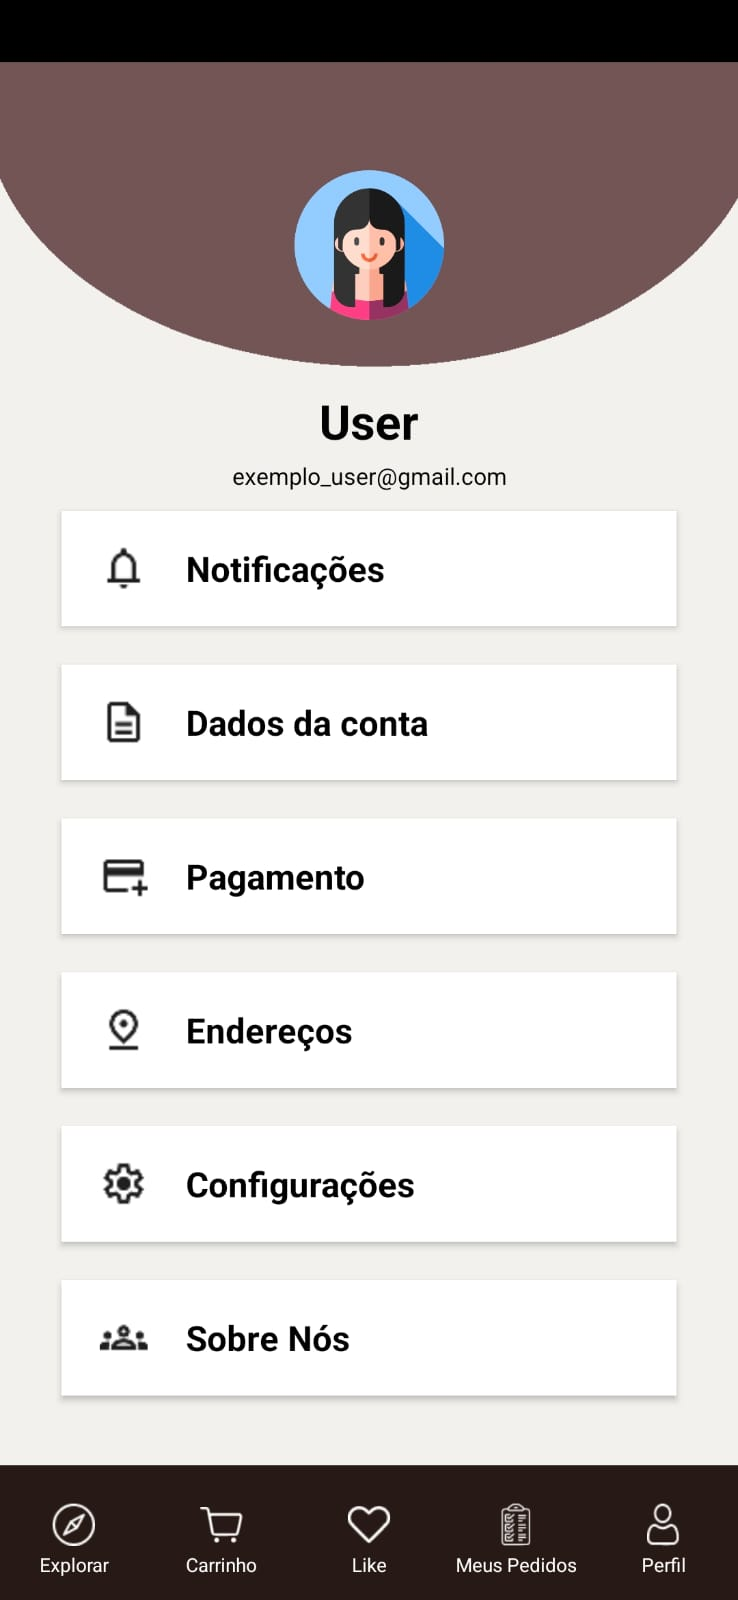 User
exemplo_user@gmail.com
Notificações
Dados da conta
Pagamento
Endereços
Configurações
Sobre Nós
Explorar
Carrinho
Like
Meus Pedidos
Perfil